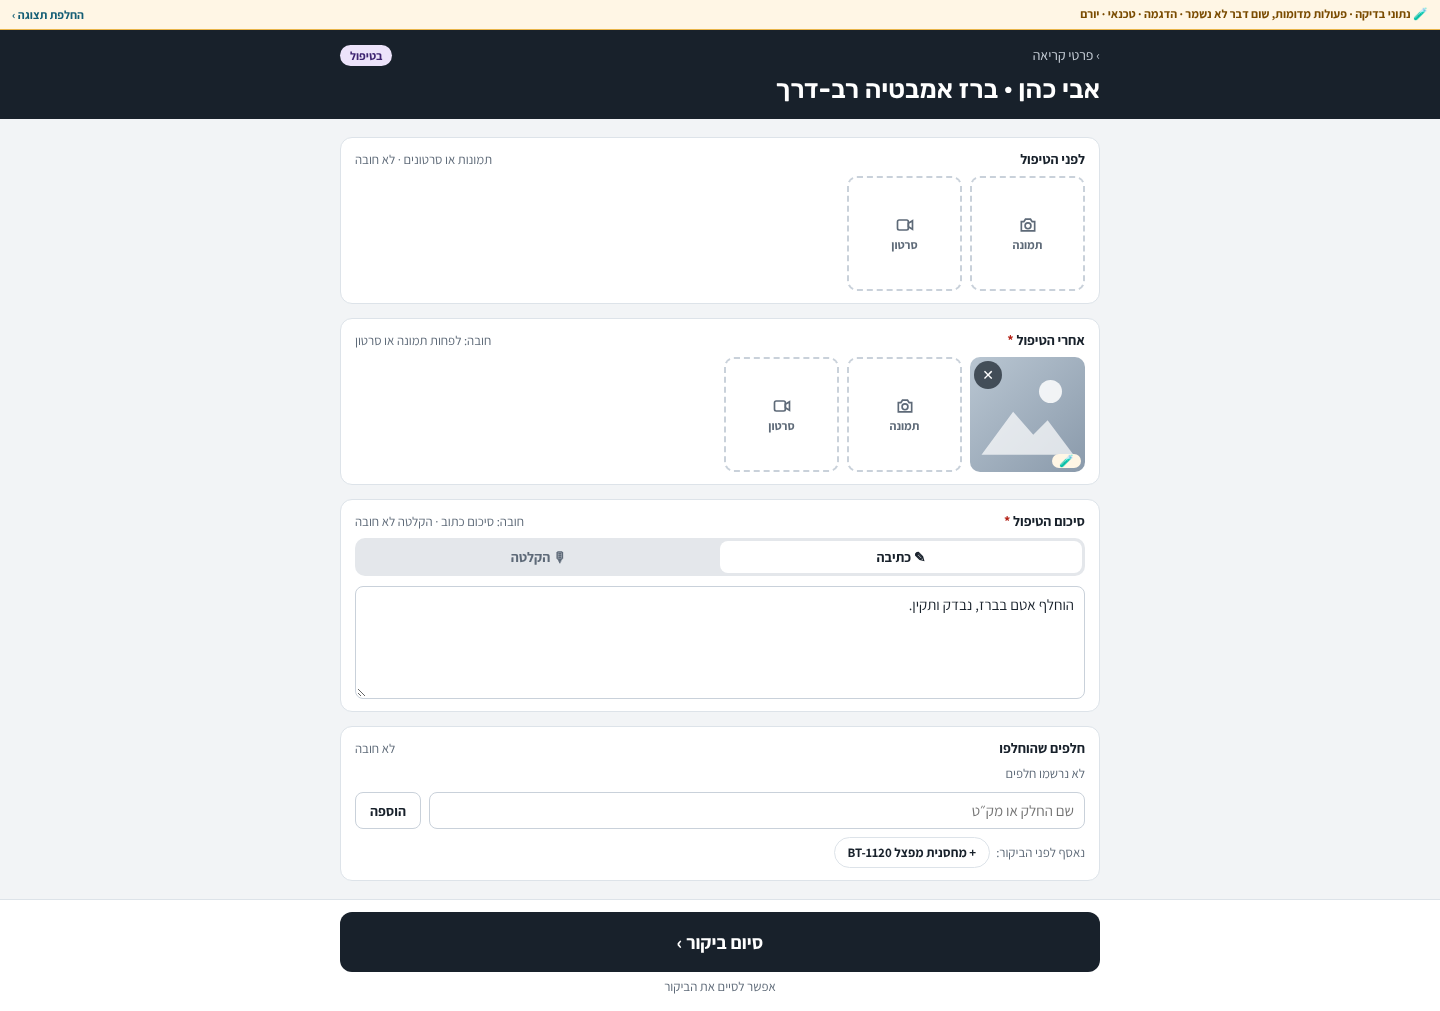 🧪 נתוני בדיקה · פעולות מדומות, שום דבר לא נשמר · הדגמה · טכנאי · יורם
החלפת תצוגה ›
› פרטי קריאה
בטיפול
אבי כהן • ברז אמבטיה רב-דרך
לפני הטיפול
תמונות או סרטונים · לא חובה
תמונה
סרטון
אחרי הטיפול *
חובה: לפחות תמונה או סרטון
תמונה
סרטון
סיכום הטיפול *
חובה: סיכום כתוב · הקלטה לא חובה
✎ כתיבה
🎙 הקלטה
הוחלף אטם בברז, נבדק ותקין.
חלפים שהוחלפו
לא חובה
לא נרשמו חלפים
שם החלק או מק״ט
הוספה
נאסף לפני הביקור:
+ מחסנית מפצל BT-1120
סיום ביקור ›
אפשר לסיים את הביקור